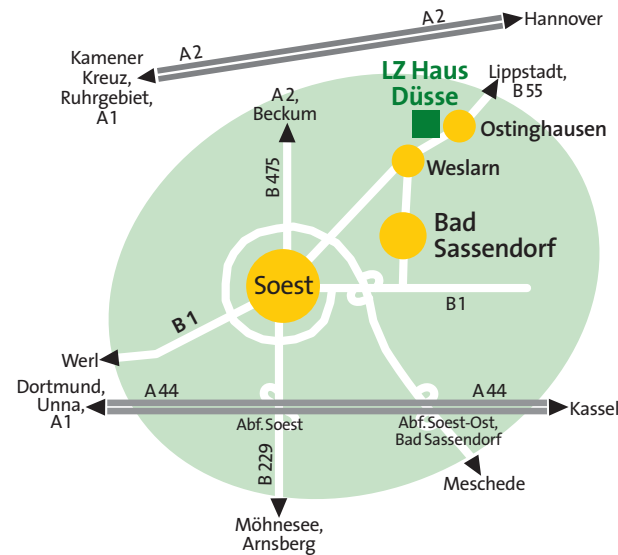 A 2
Hannover
A 2
Kamener
Kreuz,
Ruhrgebiet,
A 1
LZ Haus
Düsse
Lippstadt,
B 55
A 2,
Beckum
Ostinghausen
B 475
Weslarn
Bad
Sassendorf
Soest
B 1
B 1
Werl
Dortmund,
Unna,
A 1
A 44
A 44
Kassel
Abf. Soest
Abf. Soest-Ost,
Bad Sassendorf
B 229
Meschede
Möhnesee,
Arnsberg